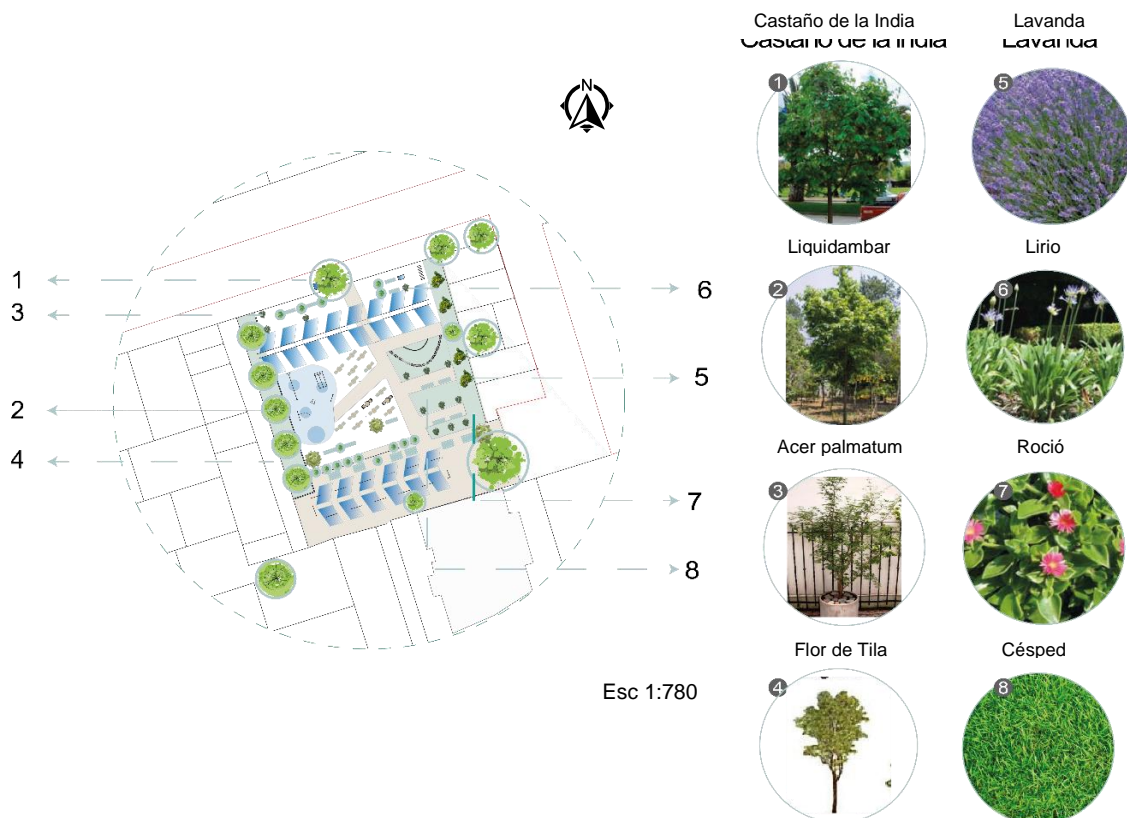 Castaño de la India
Lavanda
Castaño de la India
Lavanda
1
5
N
Liquidambar
Lirio
1
3
2
4
6
5
7
8
2
6
Acer palmatum
Roció
3
7
Flor de Tila
Césped
Esc 1:780
4
8